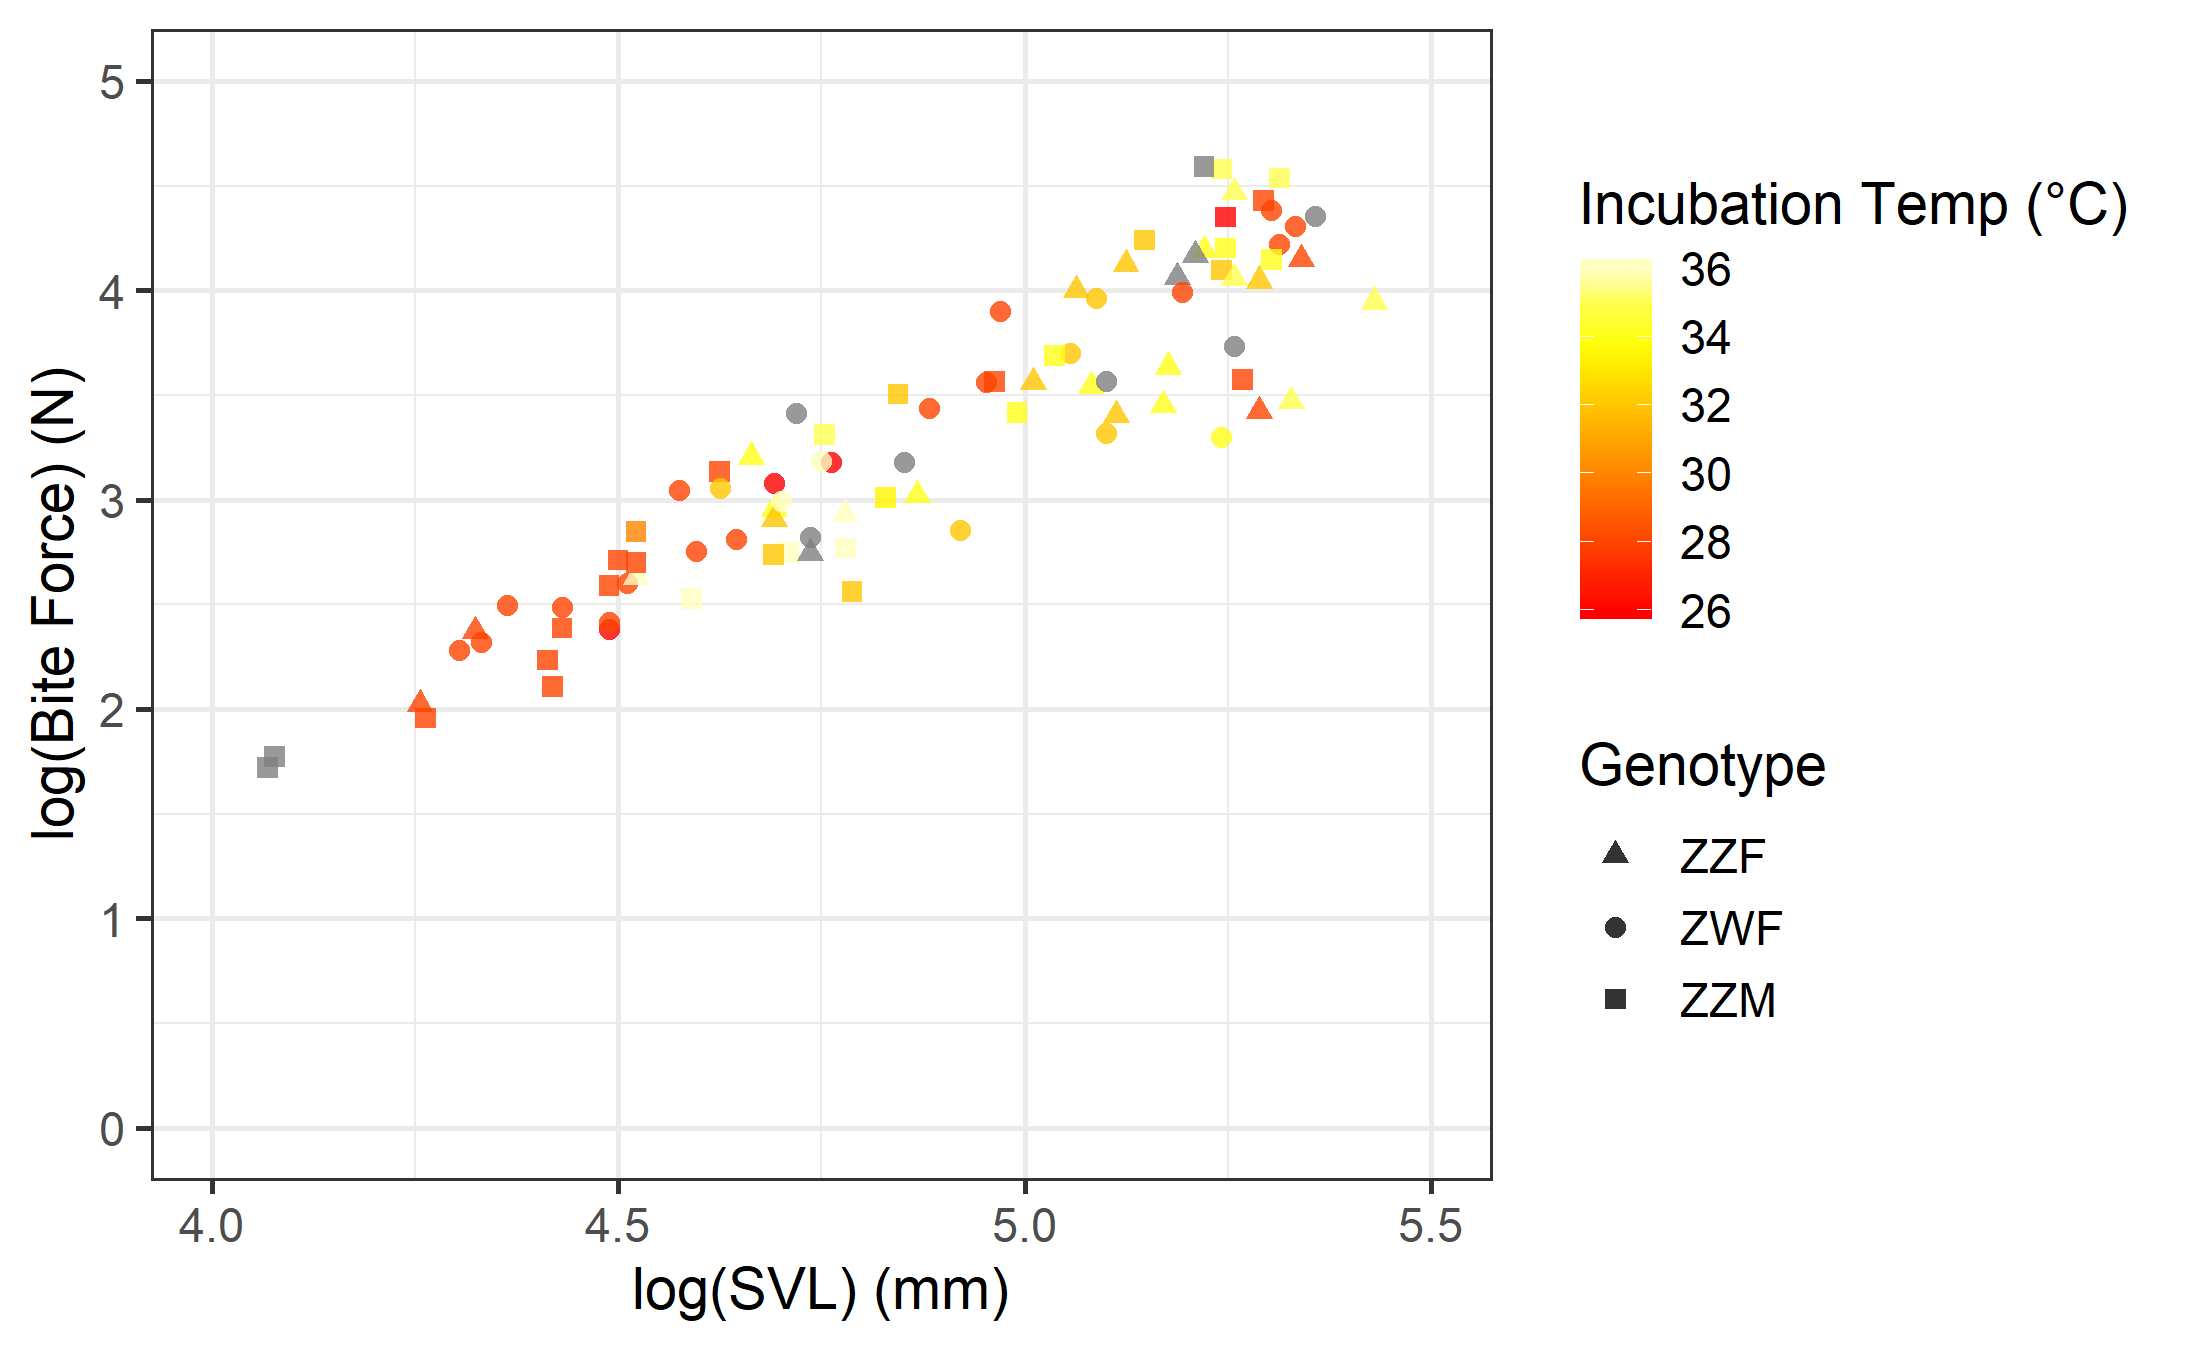 5
4
3
2
1
0
log(Bite Force) (N)
4.0
4.5
5.0
5.5
log(SVL) (mm)
Incubation Temp (°C)
36
34
32
30
28
26
Genotype
ZZF
ZWF
ZZM